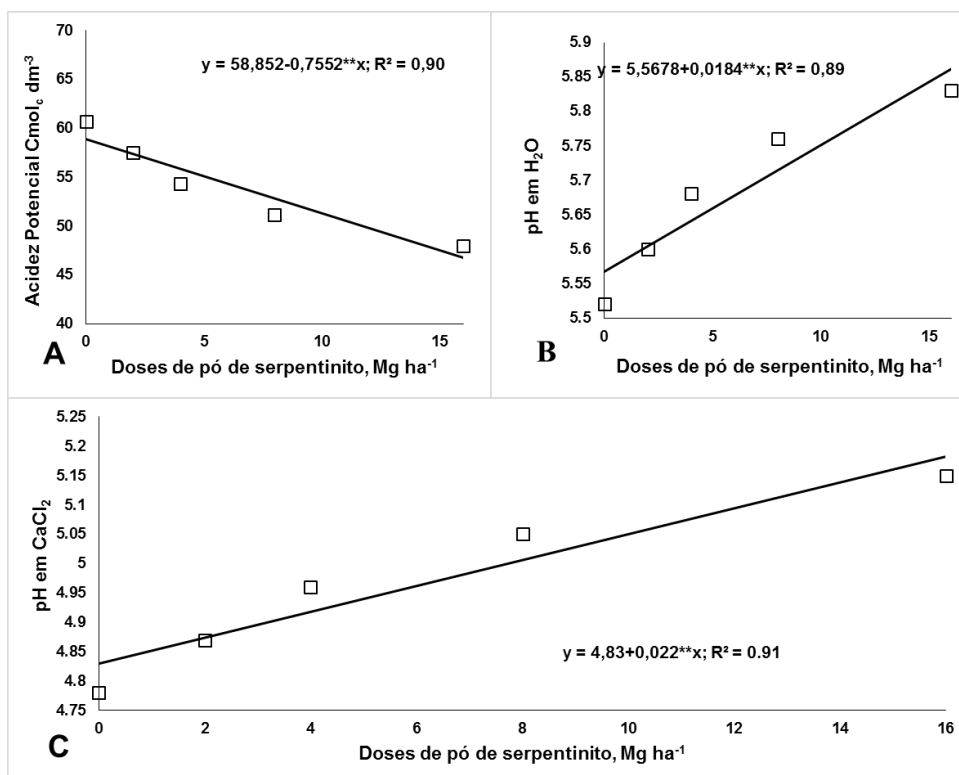 70
65
60
55
50
45
40
Acidez Potencial Cmolc dm-3
y = 58,852-0,7552**x; R² = 0,90
0 5 10 15
Doses de pó de serpentinito, Mg ha-1
A
5.9
5.85
5.8
5.75
5.7
5.65
5.6
5.55
5.5
pH em H2O
y = 5,5678+0,0184**x; R² = 0,89
0 5 10 15
Doses de pó de serpentinito, Mg ha-1
B
5.25
5.2
5.15
5.1
5.05
5
4.95
4.9
4.85
4.8
4.75
pH em CaCl2
y = 4,83+0,022**x; R² = 0.91
0 2 4 6 8 10 12 14 16
Doses de pó de serpentinito, Mg ha-1
C